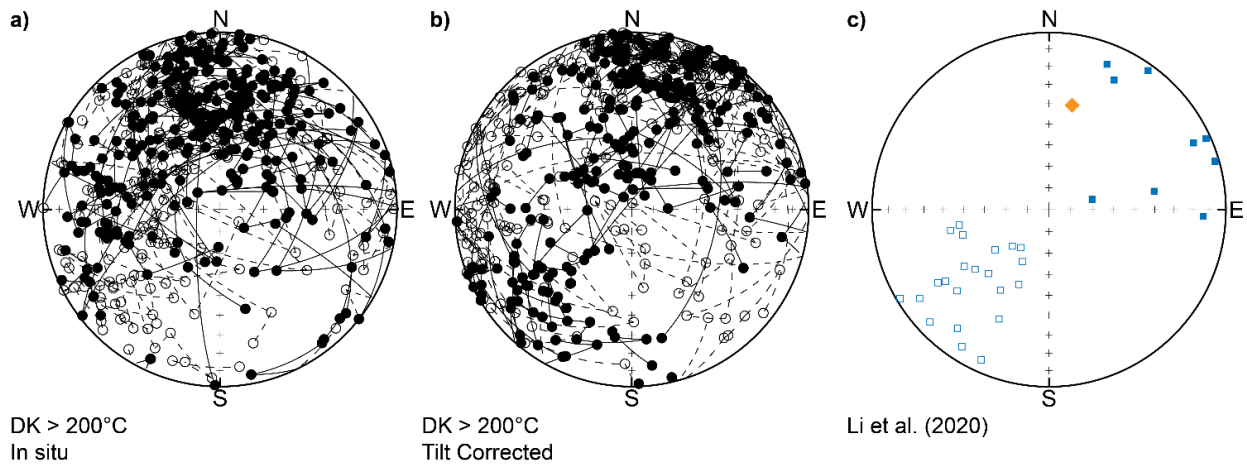 a)
N
W
E
S
DK > 200°C
In situ
b)
N
W
E
S
DK > 200°C
Tilt Corrected
c)
N
W
E
S
Li et al. (2020)